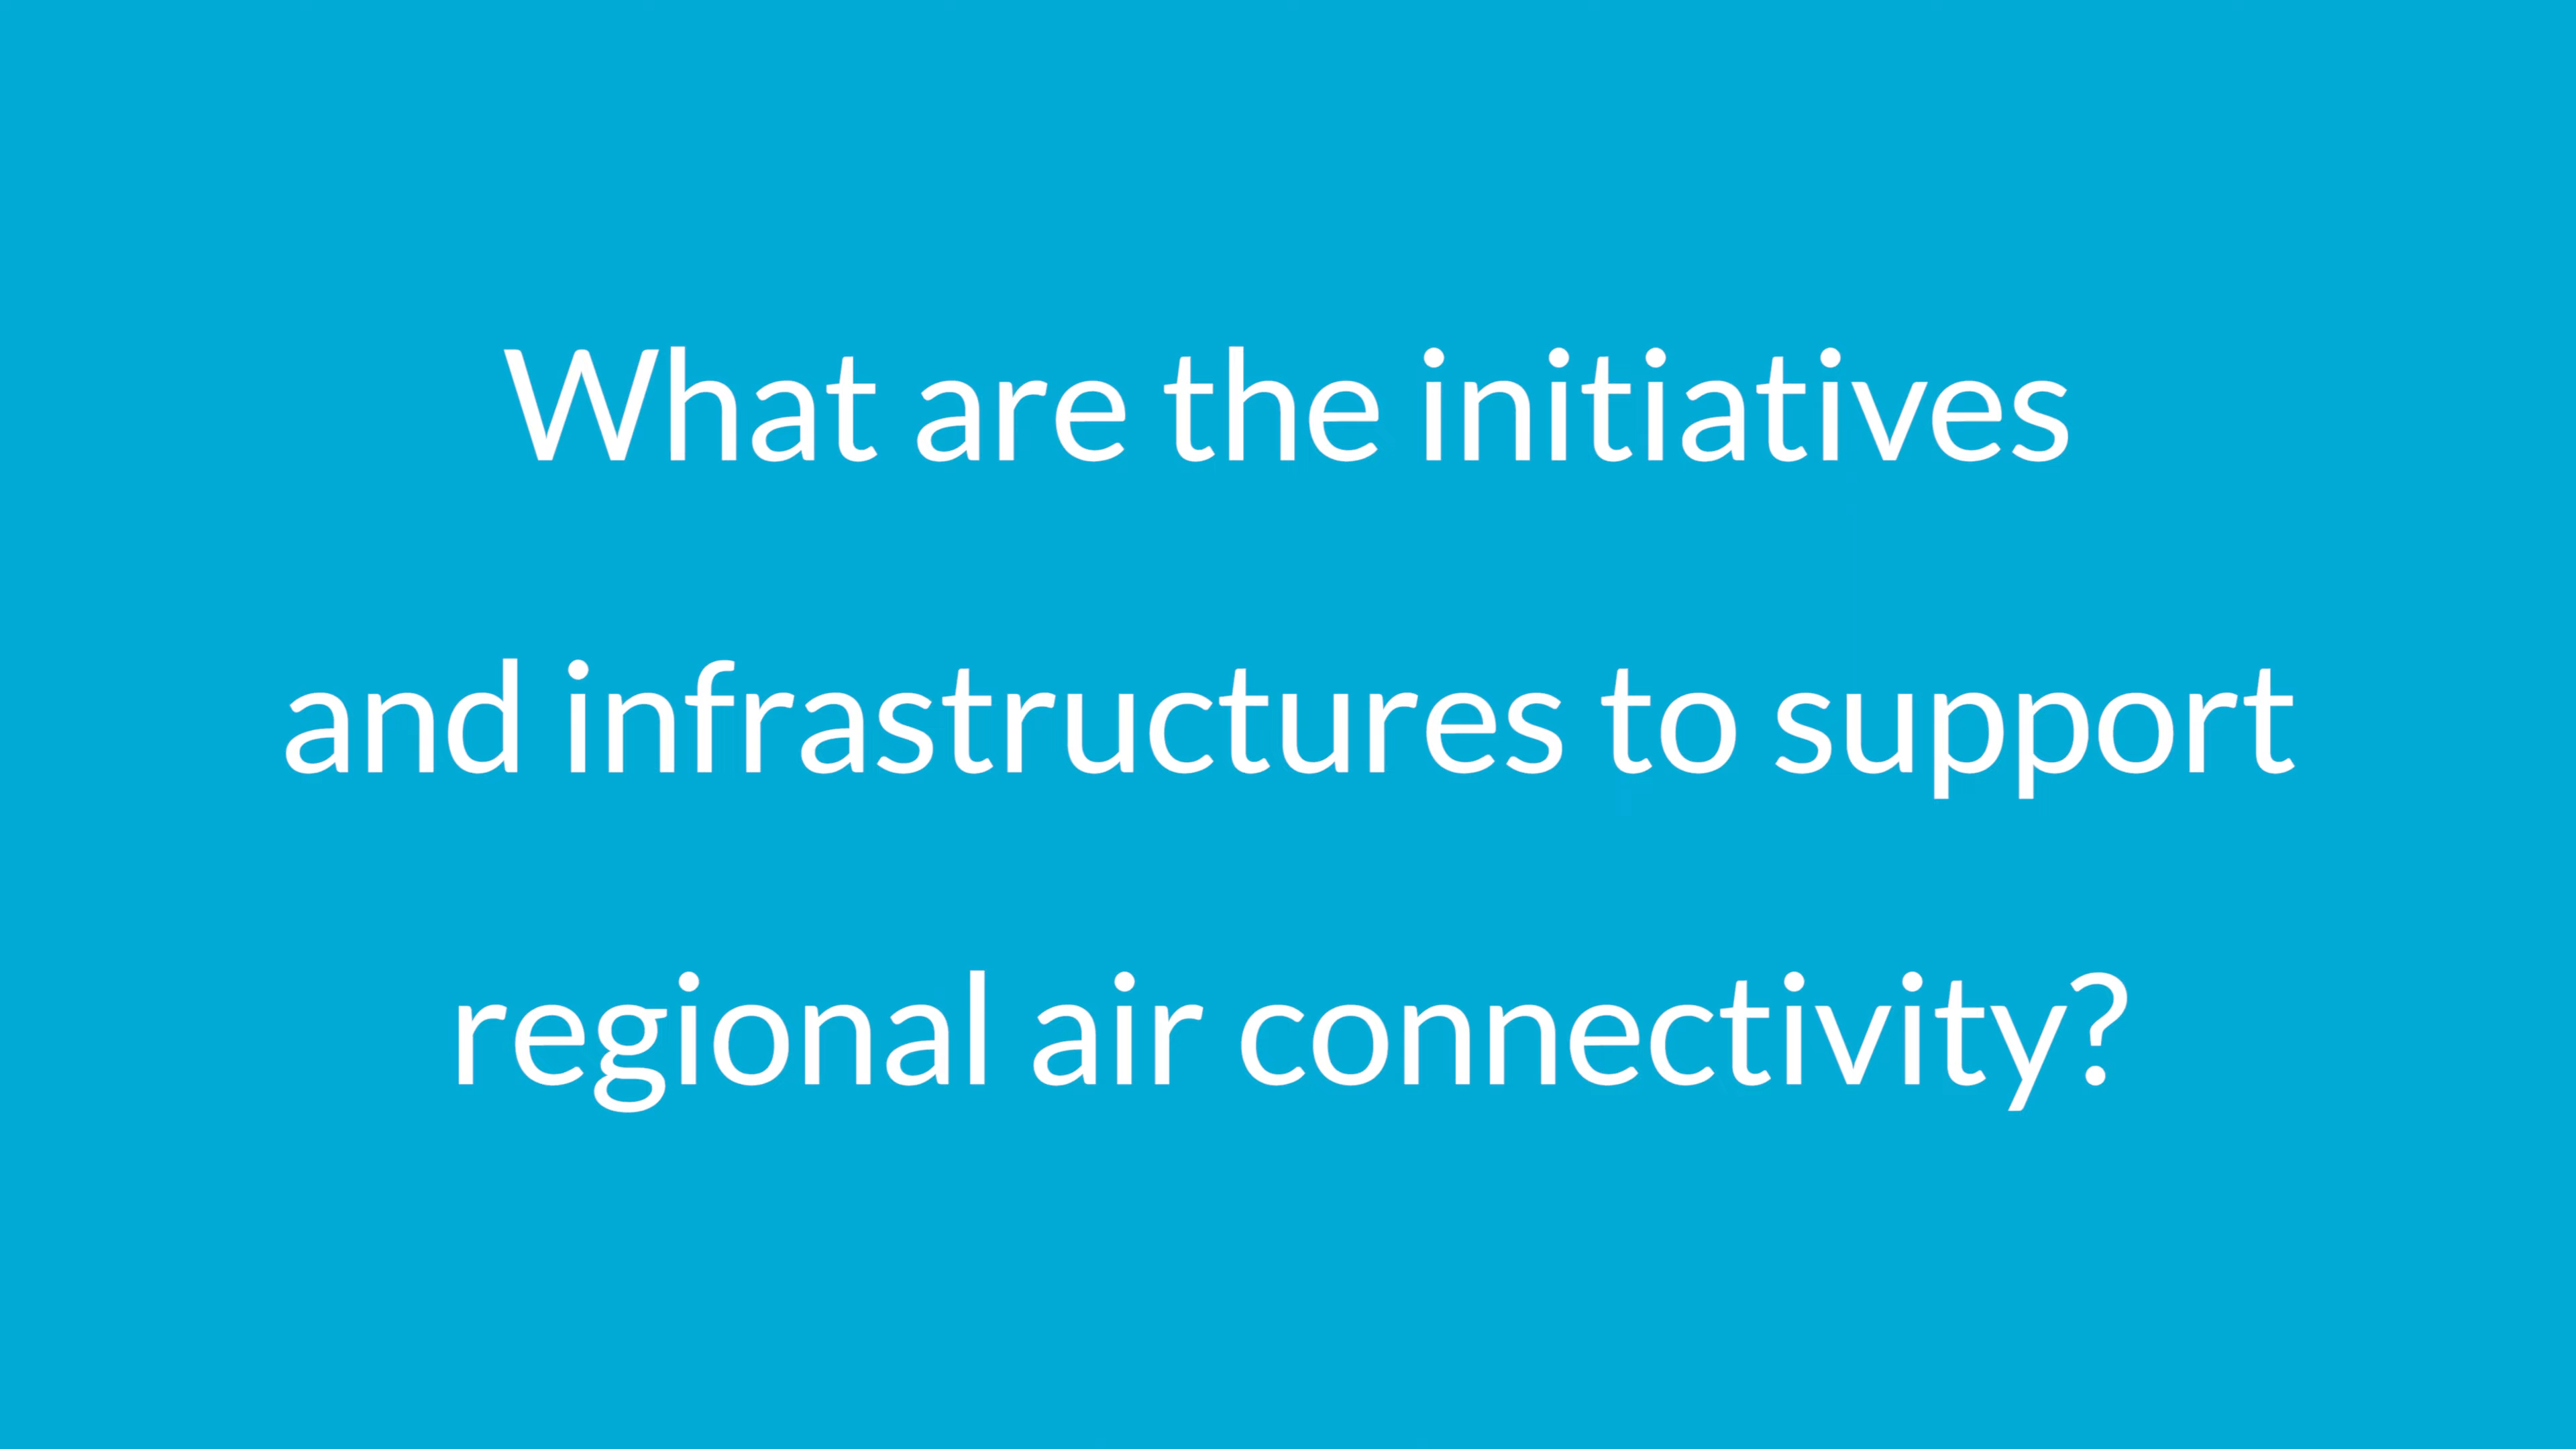 What are the initiatives
and infrastructures to support
regional air connectivity?